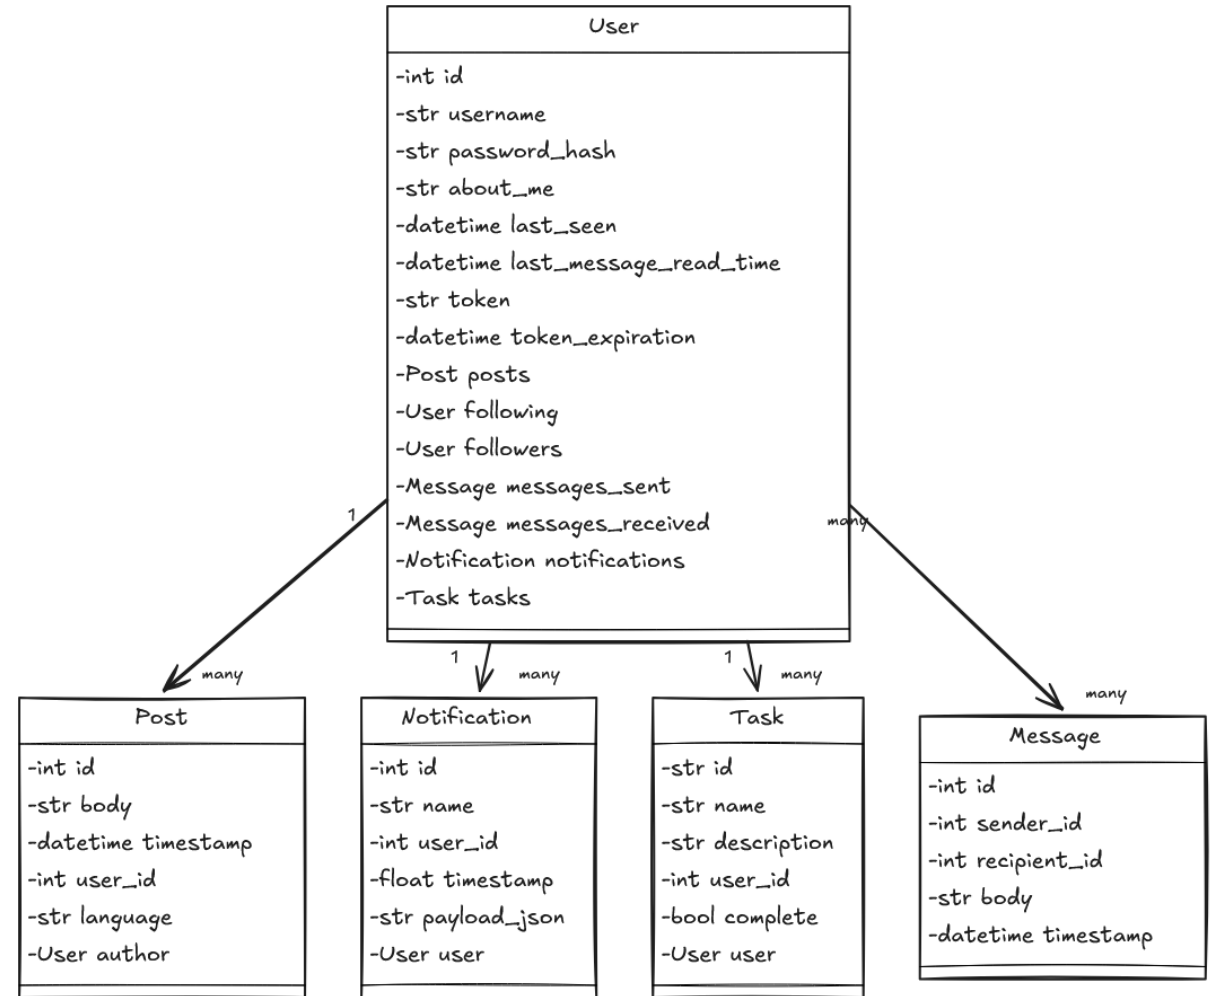 User
-int id
-str username
-str password_hash
-str about_me
-datetime last_seen
-datetime last_message_read_time
-str token
-datetime token_expiration
-Post posts
-User following
-User followers
-Message messages_sent
-Message messages_received
-Notification notifications
-Task tasks
1
many
1
many
1
many
many
many
Post
-int id
-str body
-datetime timestamp
-int user_id
-str language
-User author
Notification
-int id
-str name
-int user_id
-float timestamp
-str payload_json
-User user
Task
-str id
-str name
-str description
-int user_id
-bool complete
-User user
Message
-int id
-int sender_id
-int recipient_id
-str body
-datetime timestamp